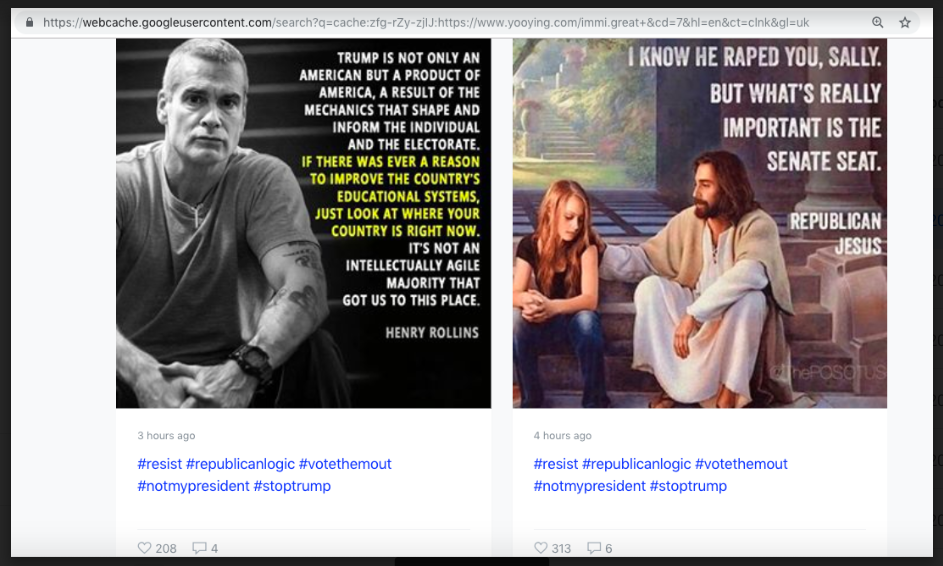 https://webcache.googleusercontent.com/search?q=cache:zfg-rZy-zjIJ:https://www.yooying.com/immi.great+&cd=7&hl=en&ct=clnk&gl=uk
TRUMP IS NOT ONLY AN
AMERICAN BUT A PRODUCT OF
AMERICA, A RESULT OF THE
MECHANICS THAT SHAPE AND
INFORM THE INDIVIDUAL
AND THE ELECTORATE.
IF THERE WAS EVER A REASON
TO IMPROVE THE COUNTRY'S
EDUCATIONAL SYSTEMS,
JUST LOOK AT WHERE YOUR
COUNTRY IS RIGHT NOW.
IT'S NOT AN
INTELLECTUALLY AGILE
MAJORITY THAT
GOT US TO THIS PLACE.
HENRY ROLLINS
3 hours ago
#resist #republicanlogic #votethemout
#notmypresident #stoptrump
208 4
I KNOW HE RAPED YOU, SALLY.
BUT WHAT'S REALLY
IMPORTANT IS THE
SENATE SEAT.
REPUBLICAN
JESUS
@ThePOSOTUS
4 hours ago
#resist #republicanlogic #votethemout
#notmypresident #stoptrump
313 6